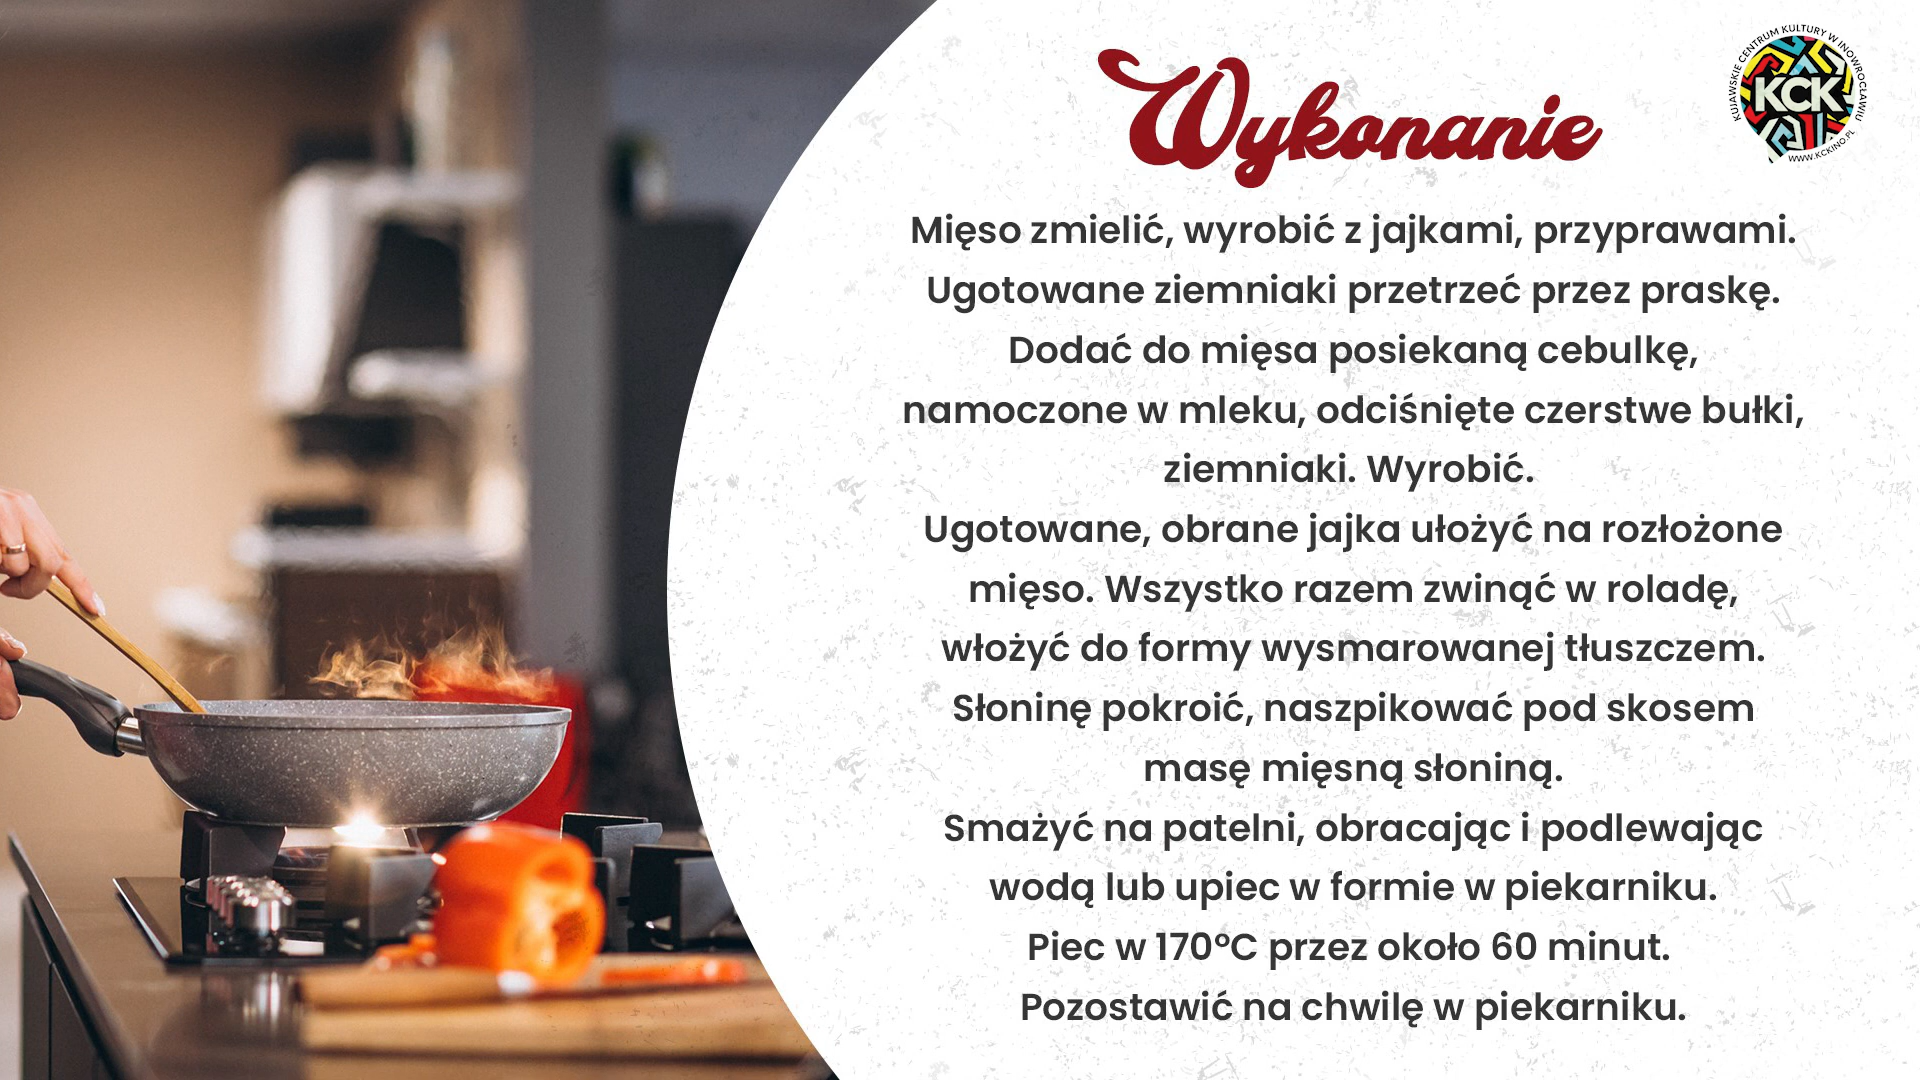 Wykonanie
KUJAWSKIE CENTRUM KULTURY W INOWROCŁAWIU
KCK
WWW.KCKINO.PL
Mięso zmielić, wyrobić z jajkami, przyprawami.
Ugotowane ziemniaki przetrzeć przez praskę.
Dodać do mięsa posiekaną cebulkę,
namoczone w mleku, odciśnięte czerstwe bułki,
ziemniaki. Wyrobić.
Ugotowane, obrane jajka ułożyć na rozłożone
mięso. Wszystko razem zwinąć w roladę,
włożyć do formy wysmarowanej tłuszczem.
Słoninę pokroić, naszpikować pod skosem
masę mięsną słoniną.
Smażyć na patelni, obracając i podlewając
wodą lub upiec w formie w piekarniku.
Piec w 170°C przez około 60 minut.
Pozostawić na chwilę w piekarniku.